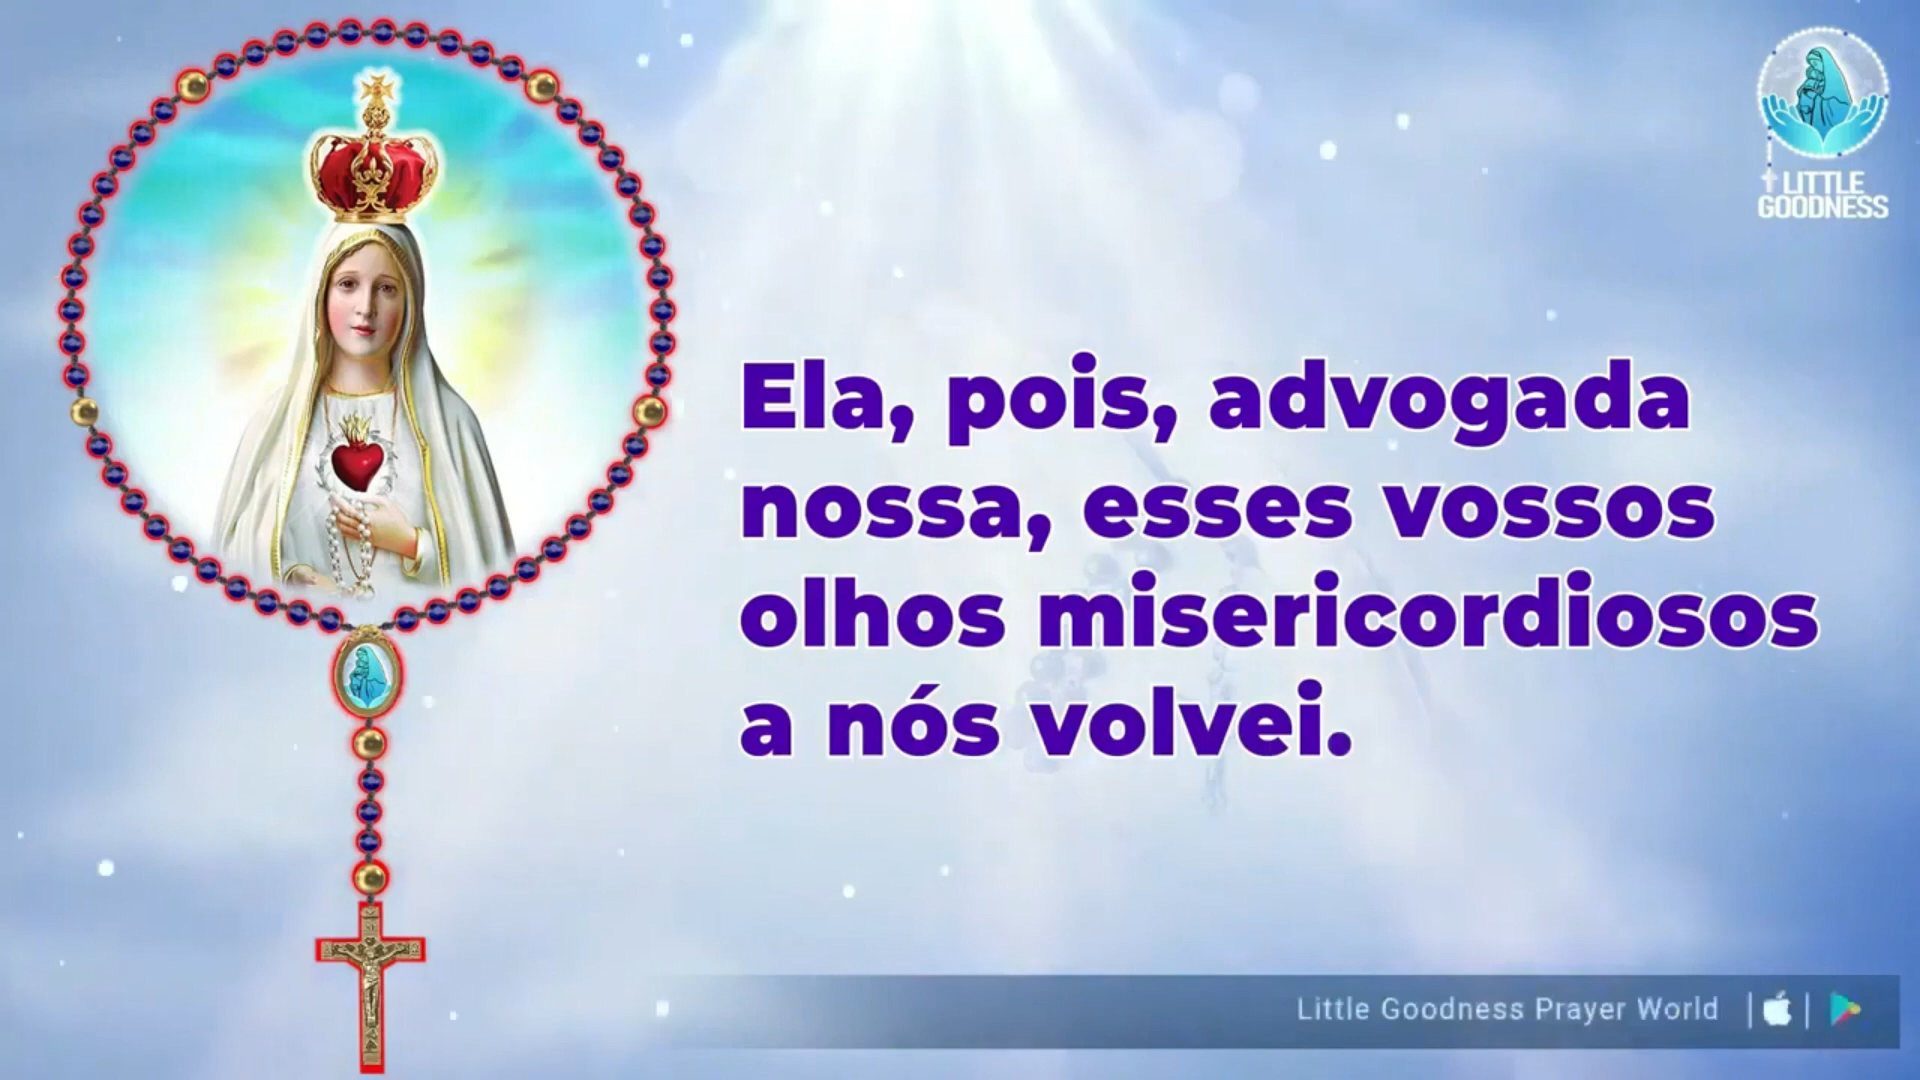 LITTLE
GOODNESS
Ela, pois, advogada
nossa, esses vossos
olhos misericordiosos
a nós volvei.
Little Goodness Prayer World